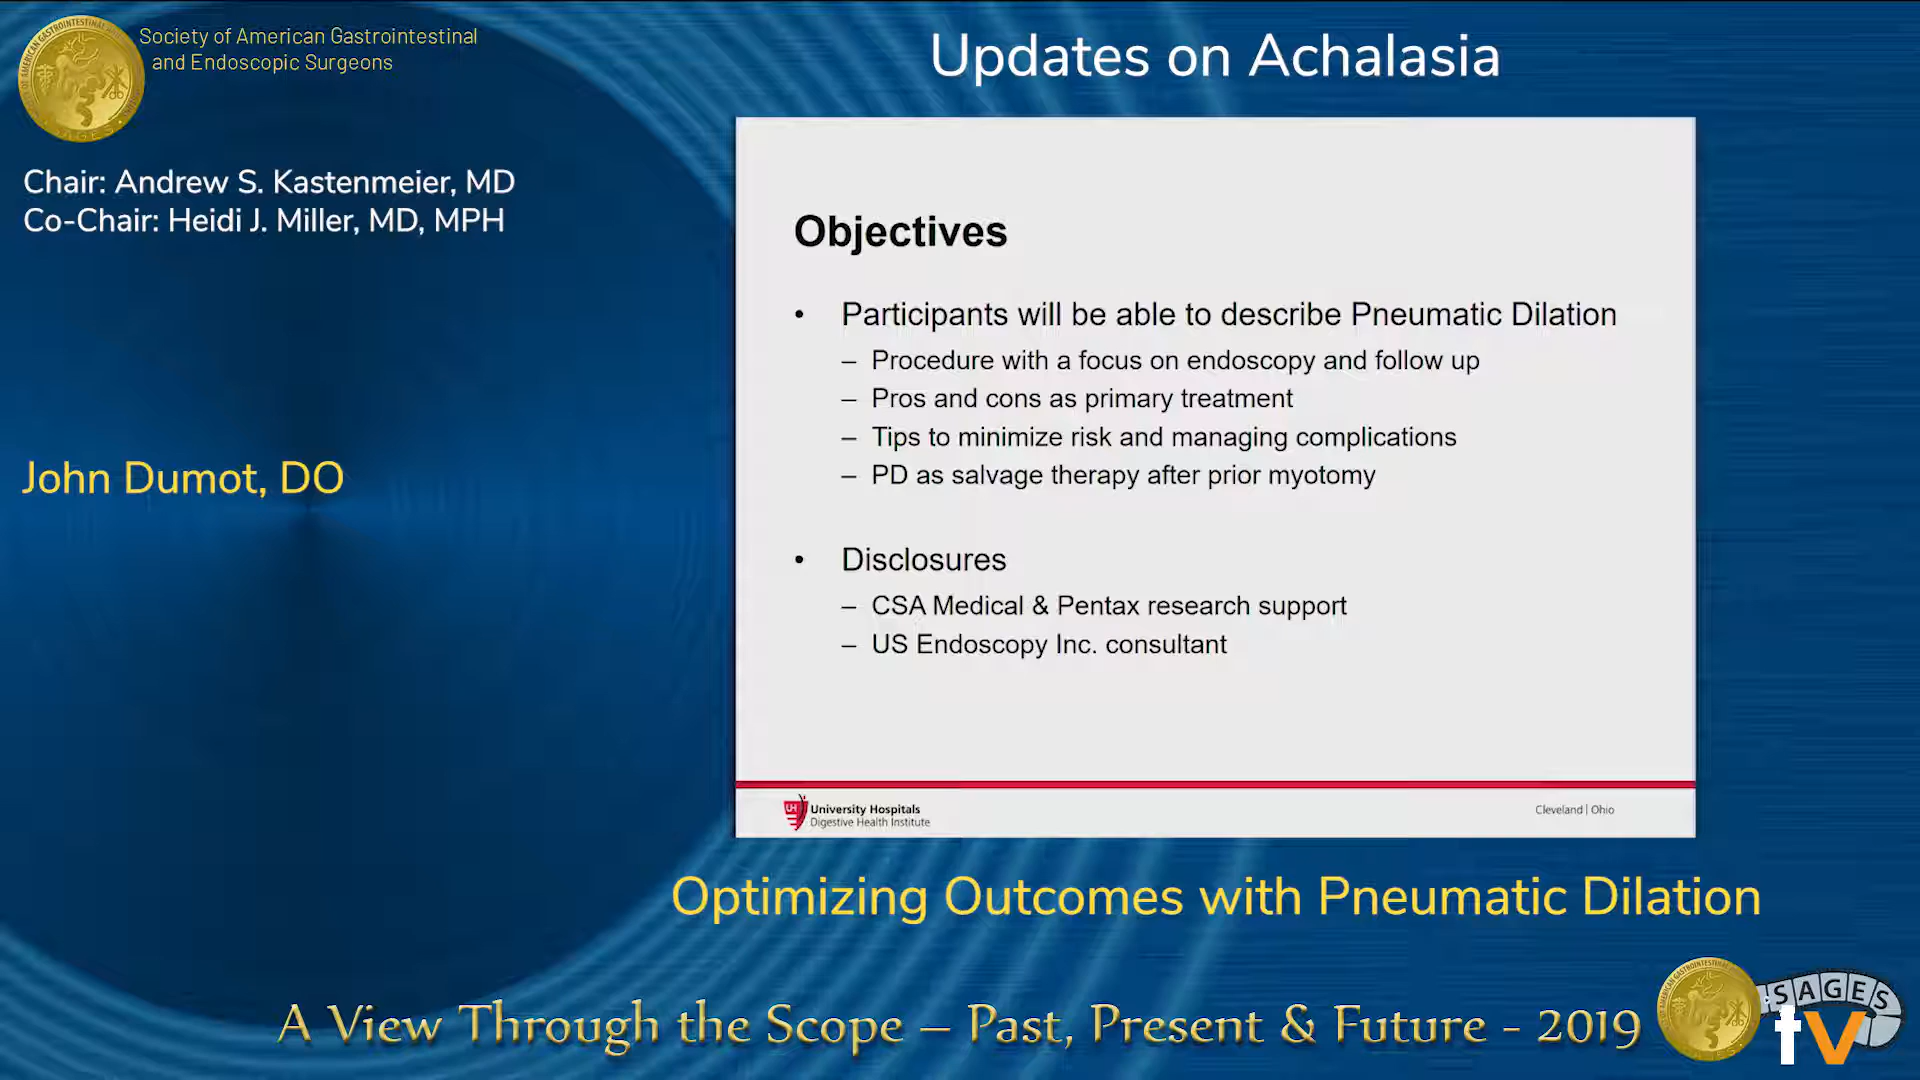 Society of American Gastrointestinal
and Endoscopic Surgeons
Updates on Achalasia
Chair: Andrew S. Kastenmeier, MD
Co-Chair: Heidi J. Miller, MD, MPH
John Dumot, DO
Objectives
• Participants will be able to describe Pneumatic Dilation
– Procedure with a focus on endoscopy and follow up
– Pros and cons as primary treatment
– Tips to minimize risk and managing complications
– PD as salvage therapy after prior myotomy
• Disclosures
– CSA Medical & Pentax research support
– US Endoscopy Inc. consultant
UH
University Hospitals
Digestive Health Institute
Cleveland | Ohio
Optimizing Outcomes with Pneumatic Dilation
A View Through the Scope – Past, Present & Future - 2019
SAGES
tv